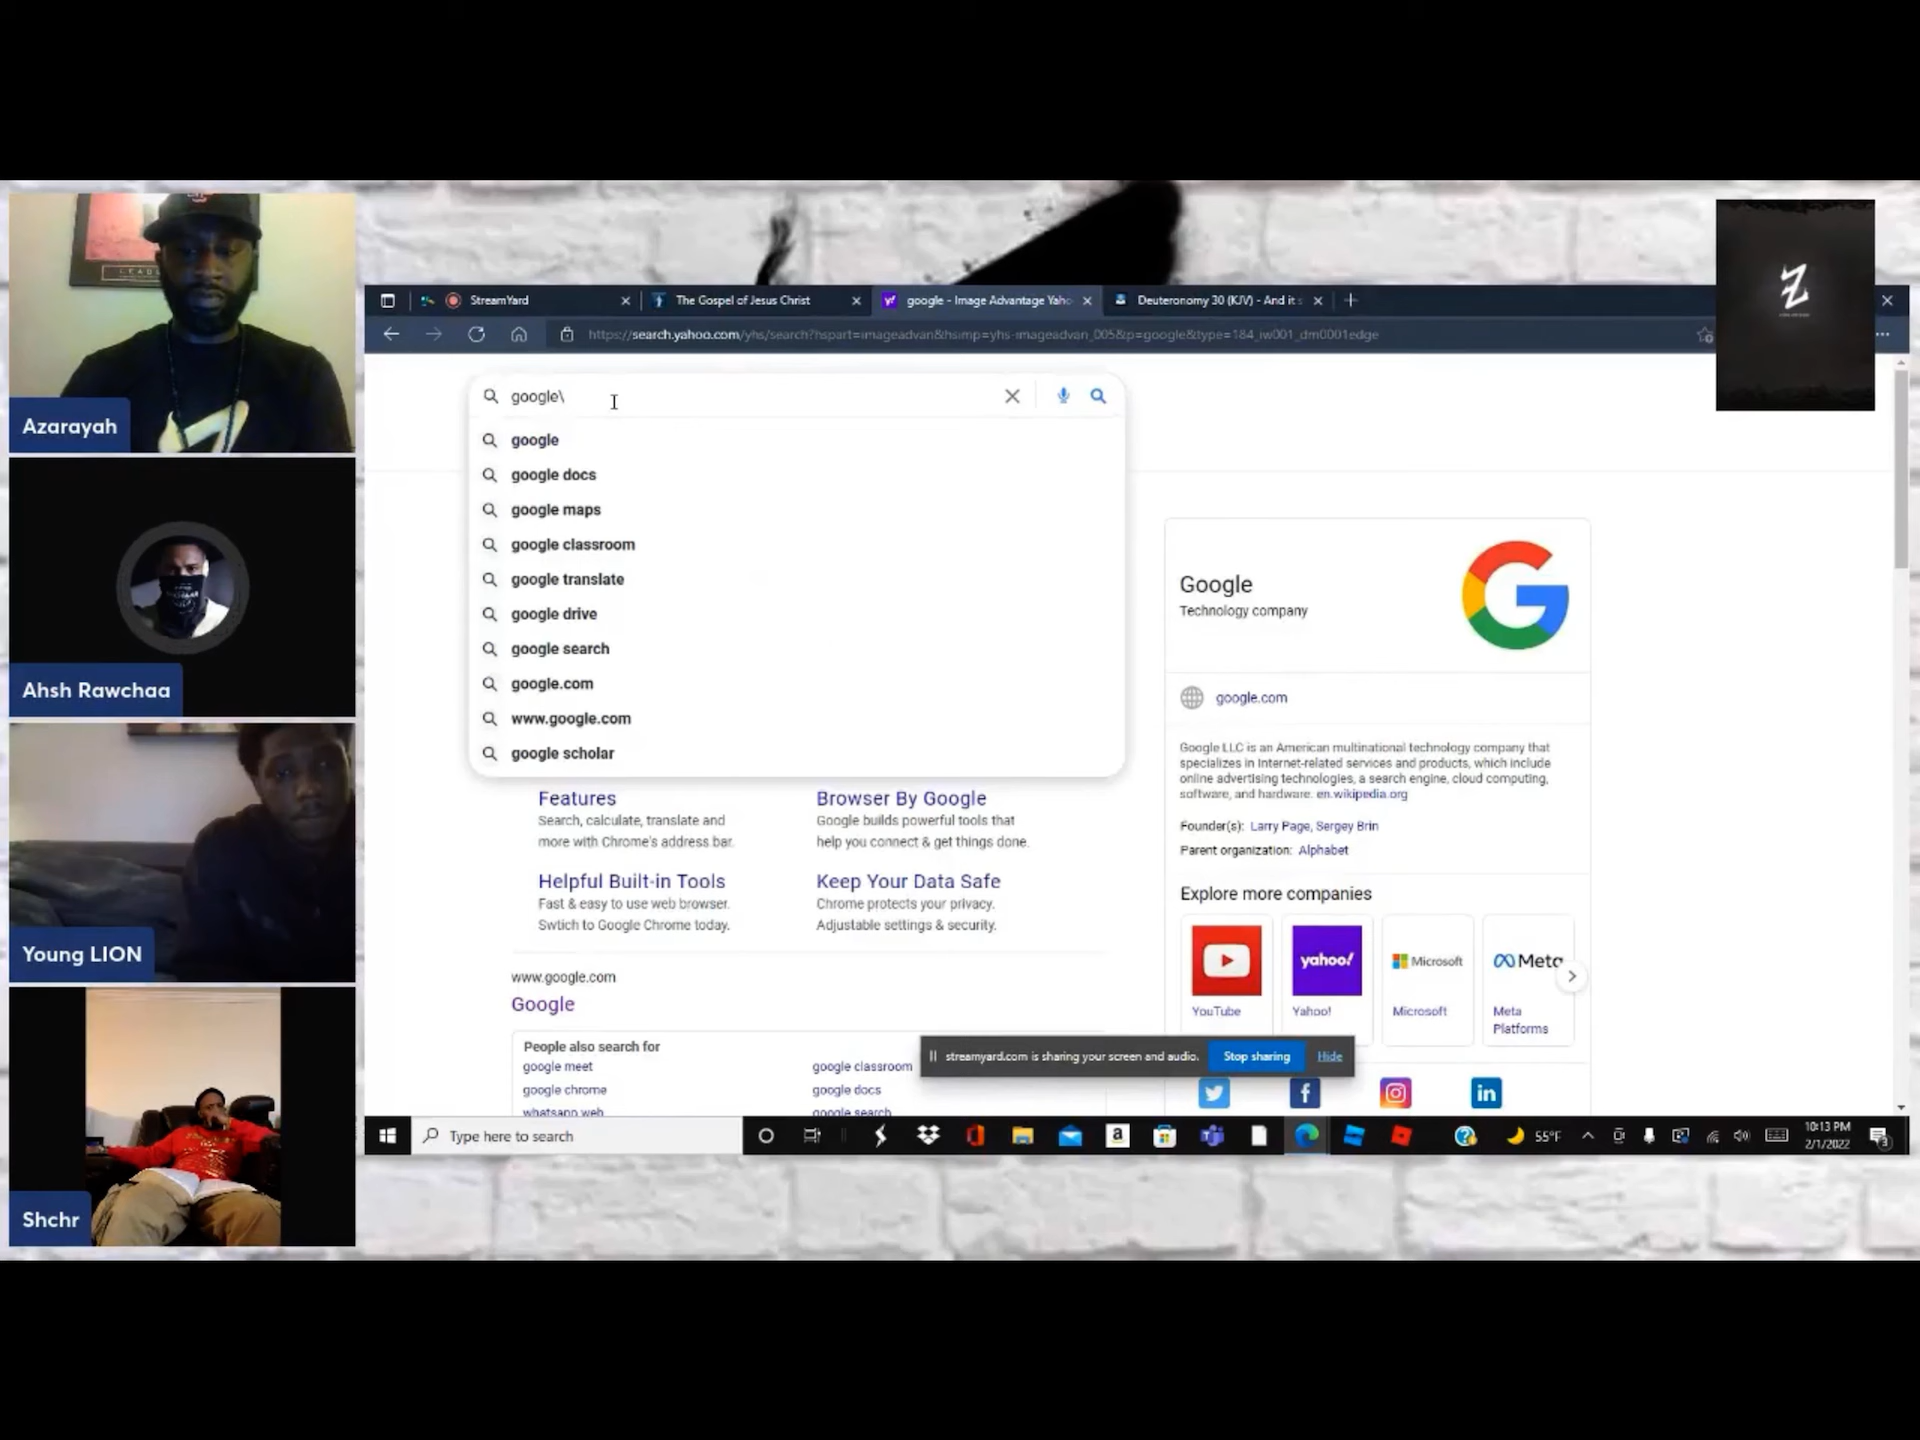 LEAD
Azarayah
Ahsh Rawchaa
Young LION
Shchr
StreamYard
The Gospel of Jesus Christ
google - Image Advantage Yaho
Deuteronomy 30 (KJV) - And it s
https://search.yahoo.com/yhs/search?hspart=imageadvan&hsimp=yhs-imageadvan_005&p=google&type=184_iw001_dm0001edge
google\
google
google docs
google maps
google classroom
google translate
google drive
google search
google.com
www.google.com
google scholar
Features
Search, calculate, translate and
more with Chrome's address bar.
Browser By Google
Google builds powerful tools that
help you connect & get things done.
Helpful Built-in Tools
Fast & easy to use web browser.
Swtich to Google Chrome today.
Keep Your Data Safe
Chrome protects your privacy.
Adjustable settings & security.
www.google.com
Google
People also search for
google meet
google classroom
google chrome
google docs
whatsapp web
google search
Google
Technology company
google.com
Google LLC is an American multinational technology company that
specializes in Internet-related services and products, which include
online advertising technologies, a search engine, cloud computing,
software, and hardware. en.wikipedia.org
Founder(s): Larry Page, Sergey Brin
Parent organization: Alphabet
Explore more companies
yahoo!
Microsoft
Meta
YouTube
Yahoo!
Microsoft
Meta
Platforms
streamyard.com is sharing your screen and audio.
Stop sharing
Hide
Type here to search
55°F
10:13 PM
2/1/2022
3